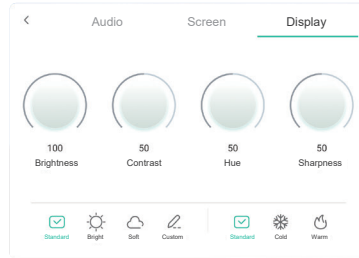 Audio Screen Display
100 50 50 50
Brightness Contrast Hue Sharpness
Standard Bright Soft Custom Standard Cold Warm